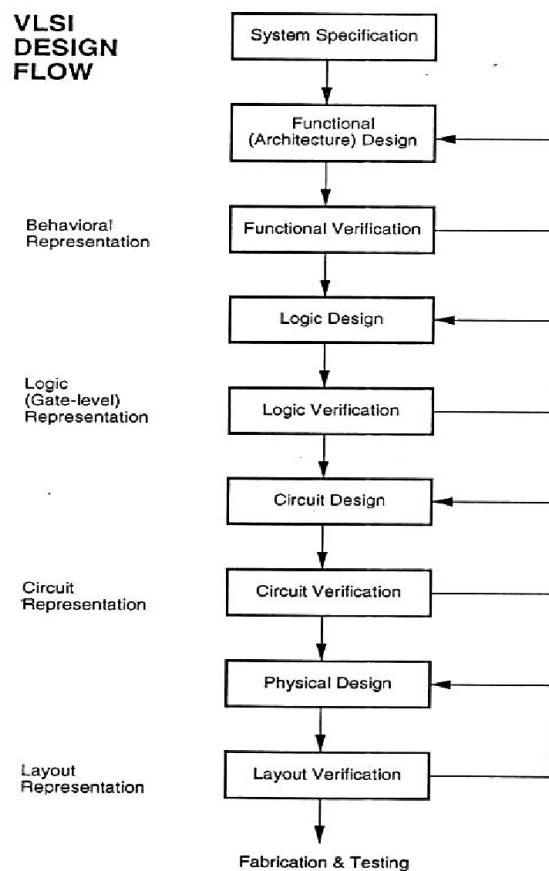 VLSI
DESIGN
FLOW
System Specification
Functional
(Architecture) Design
Behavioral
Representation
Functional Verification
Logic Design
Logic
(Gate-level)
Representation
Logic Verification
Circuit Design
Circuit
Representation
Circuit Verification
Physical Design
Layout
Representation
Layout Verification
Fabrication & Testing